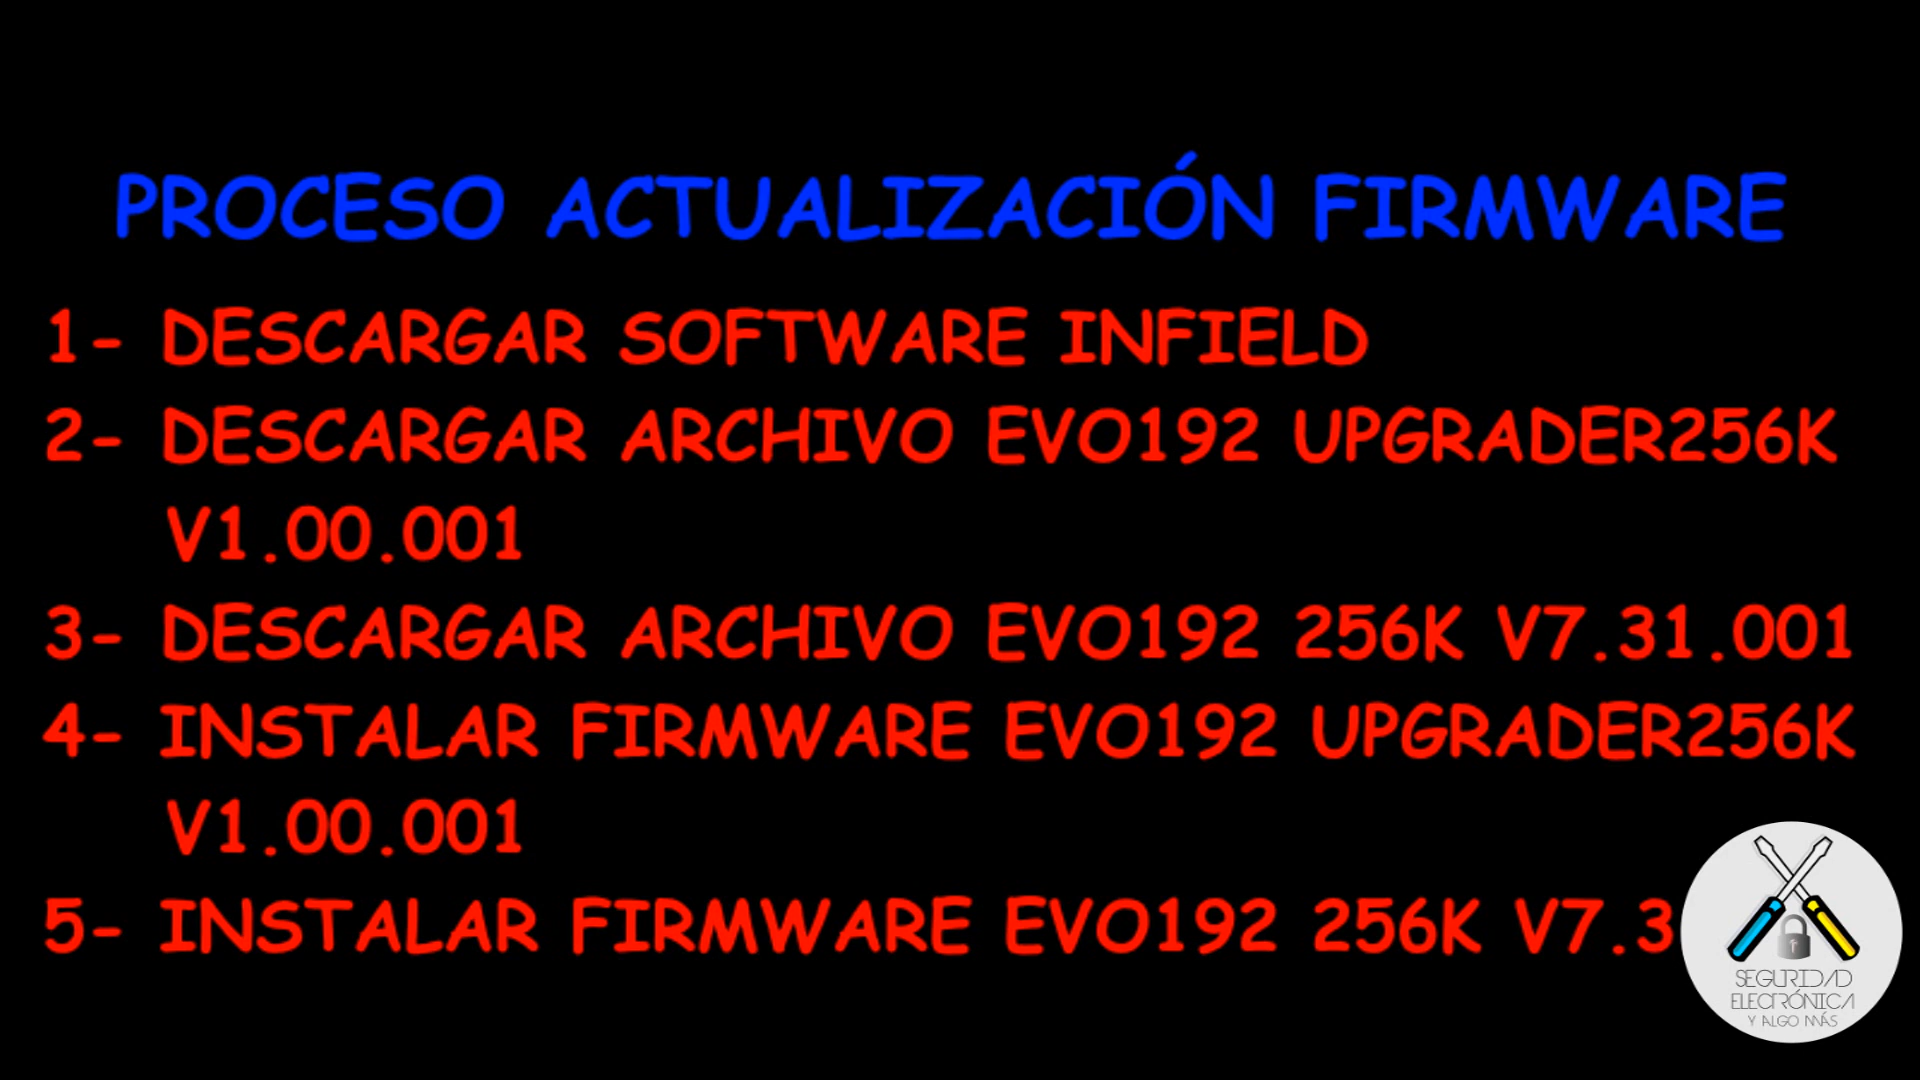 PROCESO ACTUALIZACIÓN FIRMWARE
1- DESCARGAR SOFTWARE INFIELD
2- DESCARGAR ARCHIVO EVO192 UPGRADER256K
V1.00.001
3- DESCARGAR ARCHIVO EVO192 256K V7.31.001
4- INSTALAR FIRMWARE EVO192 UPGRADER256K
V1.00.001
5- INSTALAR FIRMWARE EVO192 256K V7.3
SEGURIDAD
ELECTRÓNICA
Y ALGO MÁS